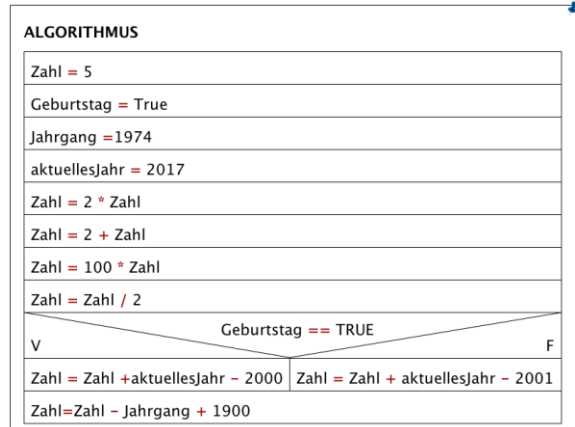 ALGORITHMUS
Zahl = 5
Geburtstag = True
Jahrgang =1974
aktuellesJahr = 2017
Zahl = 2 * Zahl
Zahl = 2 + Zahl
Zahl = 100 * Zahl
Zahl = Zahl / 2
Geburtstag == TRUE
V F
Zahl = Zahl +aktuellesJahr - 2000 Zahl = Zahl + aktuellesJahr - 2001
Zahl=Zahl - Jahrgang + 1900